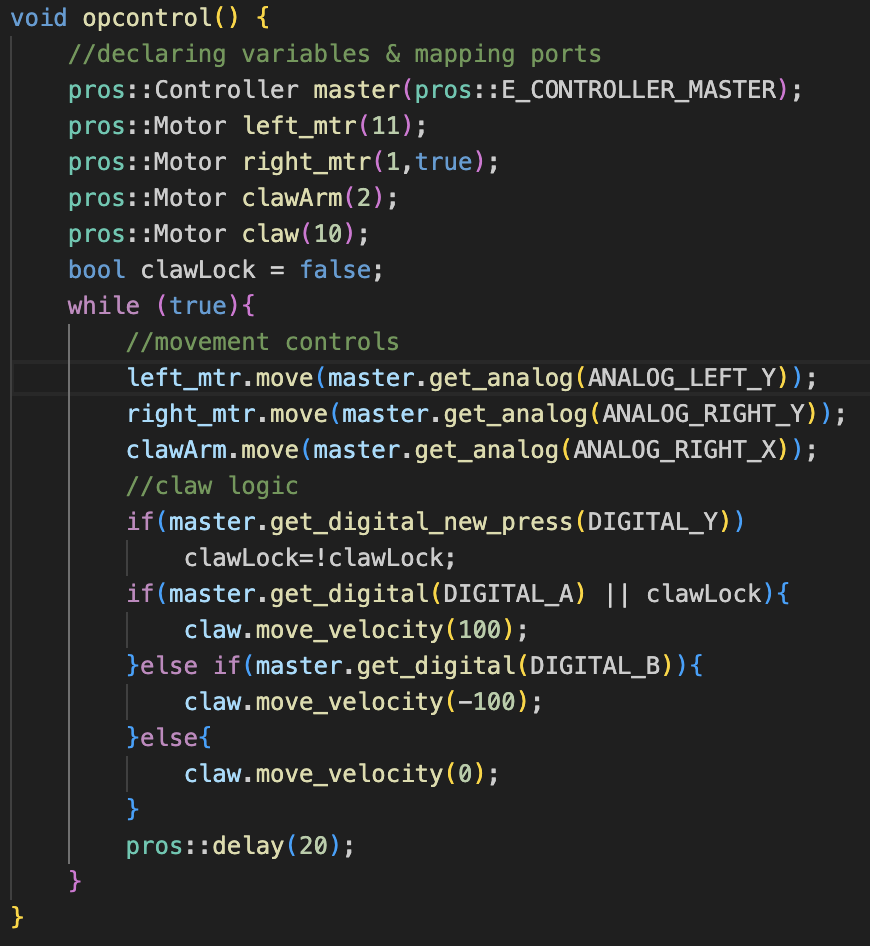 void opcontrol() {
    //declaring variables & mapping ports
    pros::Controller master(pros::E_CONTROLLER_MASTER);
    pros::Motor left_mtr(11);
    pros::Motor right_mtr(1,true);
    pros::Motor clawArm(2);
    pros::Motor claw(10);
    bool clawLock = false;
    while (true){
        //movement controls
        left_mtr.move(master.get_analog(ANALOG_LEFT_Y));
        right_mtr.move(master.get_analog(ANALOG_RIGHT_Y));
        clawArm.move(master.get_analog(ANALOG_RIGHT_X));
        //claw logic
        if(master.get_digital_new_press(DIGITAL_Y))
            clawLock=!clawLock;
        if(master.get_digital(DIGITAL_A) || clawLock){
            claw.move_velocity(100);
        }else if(master.get_digital(DIGITAL_B)){
            claw.move_velocity(-100);
        }else{
            claw.move_velocity(0);
        }
        pros::delay(20);
    }
}